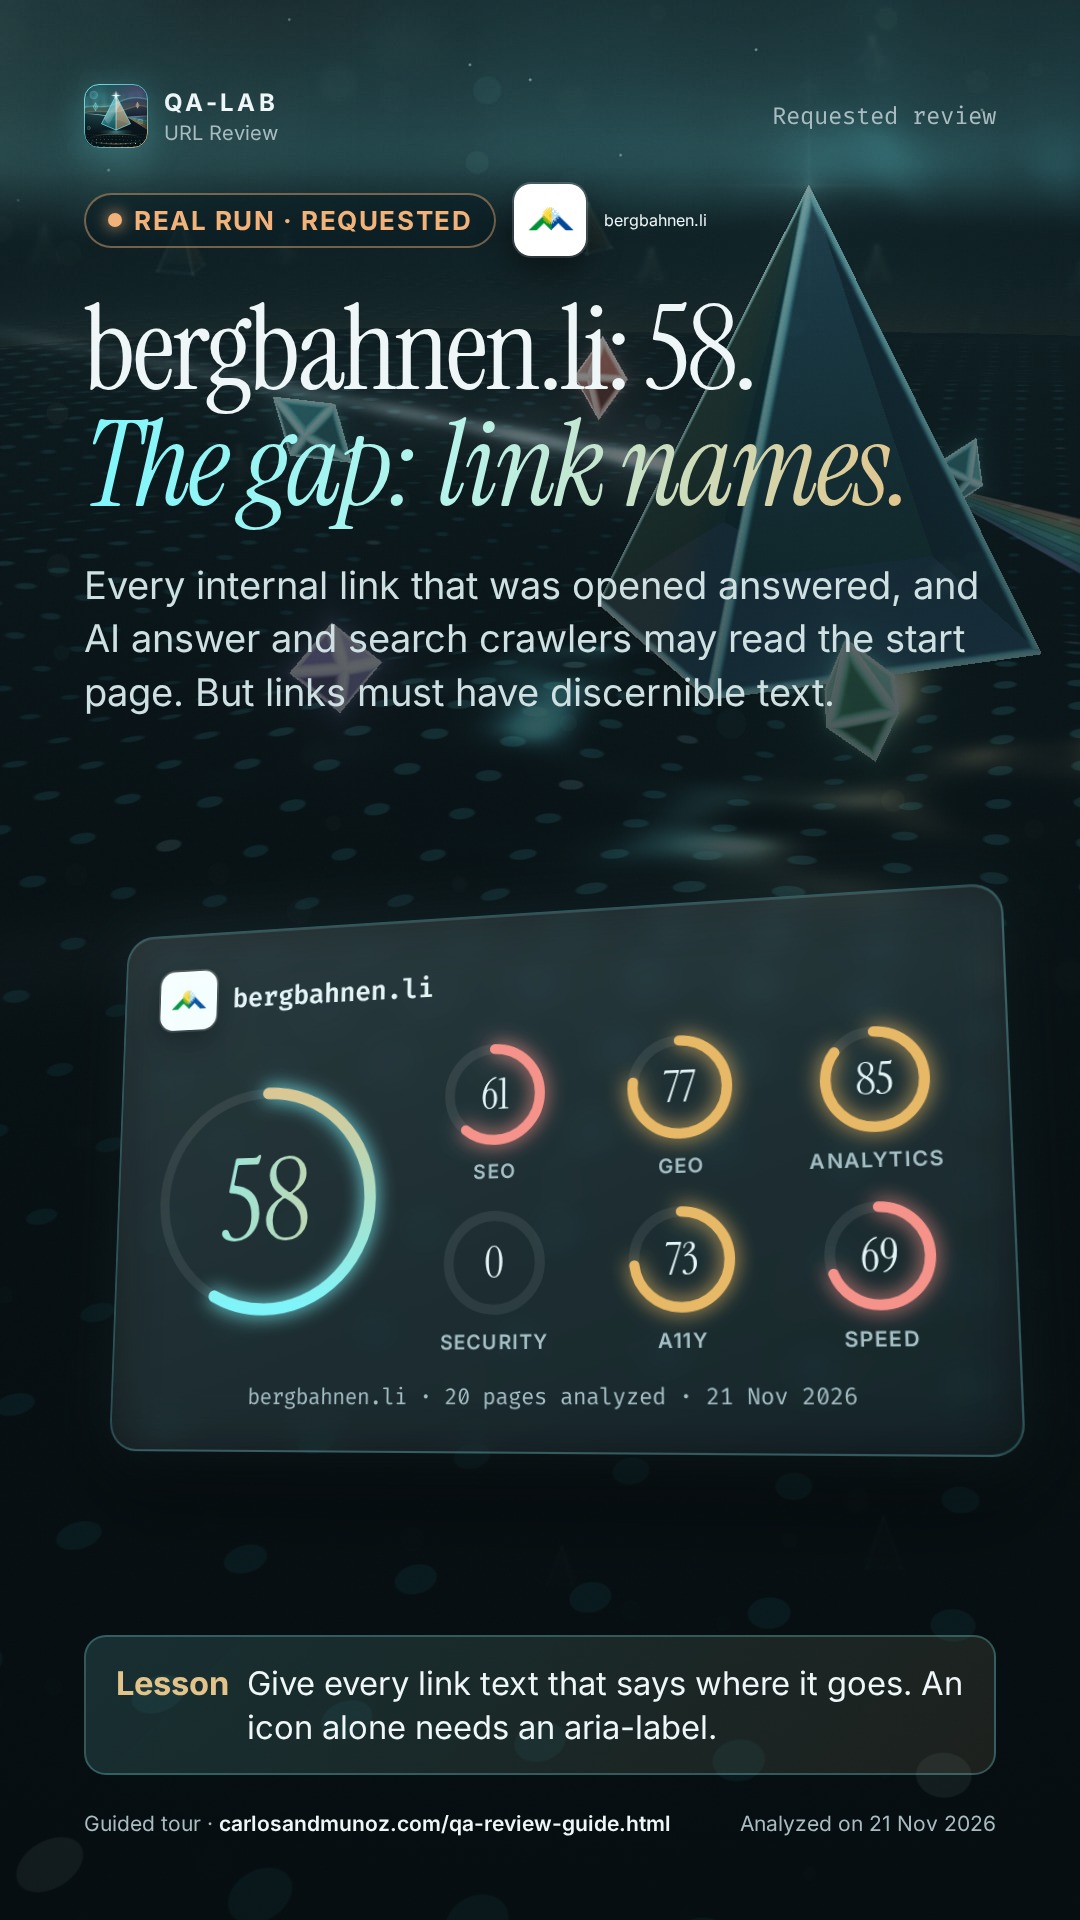 QA-LAB
URL Review
Requested review
REAL RUN · REQUESTED
bergbahnen.li
bergbahnen.li: 58.
The gap: link names.
Every internal link that was opened answered, and
AI answer and search crawlers may read the start
page. But links must have discernible text.
bergbahnen.li
58
61
SEO
77
GEO
85
ANALYTICS
0
SECURITY
73
A11Y
69
SPEED
bergbahnen.li · 20 pages analyzed · 21 Nov 2026
Lesson Give every link text that says where it goes. An
icon alone needs an aria-label.
Guided tour · carlosandmunoz.com/qa-review-guide.html
Analyzed on 21 Nov 2026